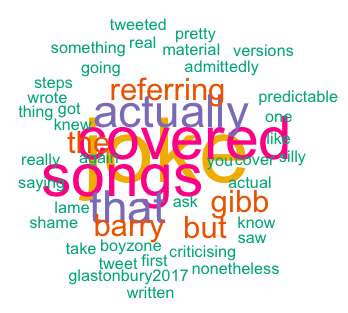 tweeted
real
pretty
something
material
versions
going
admittedly
steps
referring
wrote
actually
predictable
thing
got
one
knew
covered
joke
the
like
really
again
you
cover
silly
songs
saying
actual
that
ask
gibb
lame
shame
barry
but
know
saw
take
boyzone
criticising
tweet
first
nonetheless
glastonbury2017
written